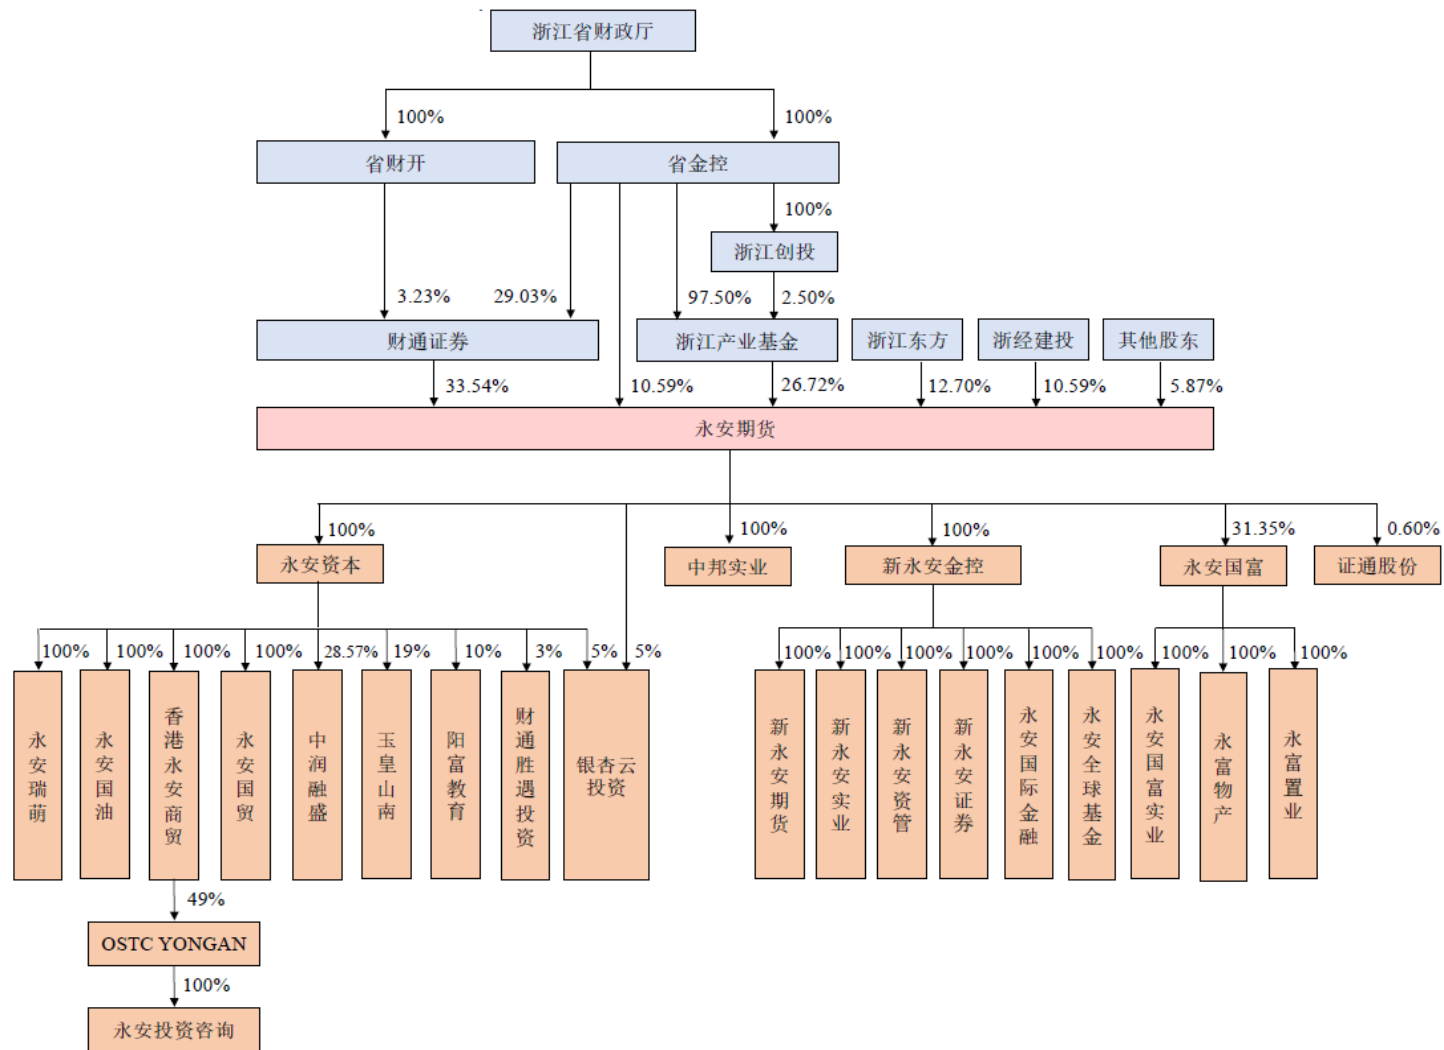 浙江省财政厅
100%
100%
省财开
省金控
100%
浙江创投
3.23%
29.03%
97.50%
2.50%
财通证券
浙江产业基金
浙江东方
浙经建投
其他股东
33.54%
10.59%
26.72%
12.70%
10.59%
5.87%
永安期货
100%
100%
100%
31.35%
0.60%
永安资本
中邦实业
新永安金控
永安国富
证通股份
100%
100%
100%
100%
28.57%
19%
10%
3%
5%
5%
100%
100%
100%
100%
100%
100%
100%
100%
100%
永安瑞萌
永安国油
香港永安商贸
永安国贸
中润融盛
玉皇山南
阳富教育
财通胜遇投资
银杏云
投资
新永安期货
新永安实业
新永安资管
新永安证券
永安国际金融
永安全球基金
永安国富实业
永富物产
永富置业
49%
OSTC YONGAN
100%
永安投资咨询